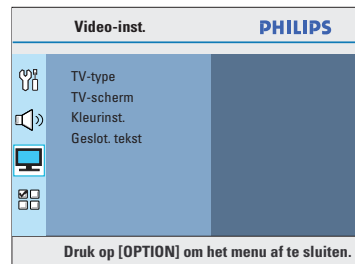 Video-inst.
PHILIPS
TV-type
TV-scherm
Kleurinst.
Geslot. tekst
Druk op [OPTION] om het menu af te sluiten.